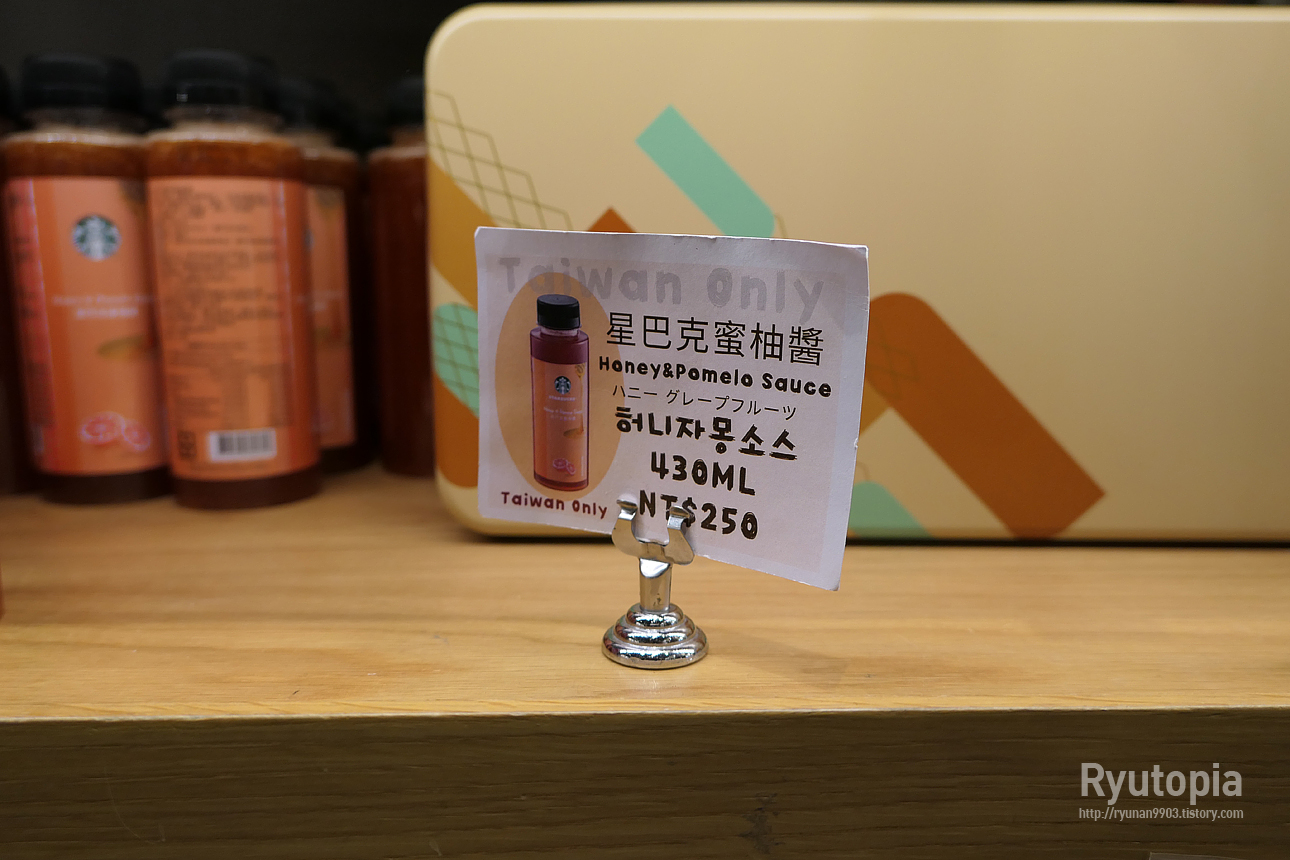 Taiwan Only
星巴克蜜柚醬
Honey&Pomelo Sauce
ハニー グレープフルーツ
허니자몽소스
430ML
NT$250
Taiwan Only
Ryutopia
http://ryunan9903.tistory.com